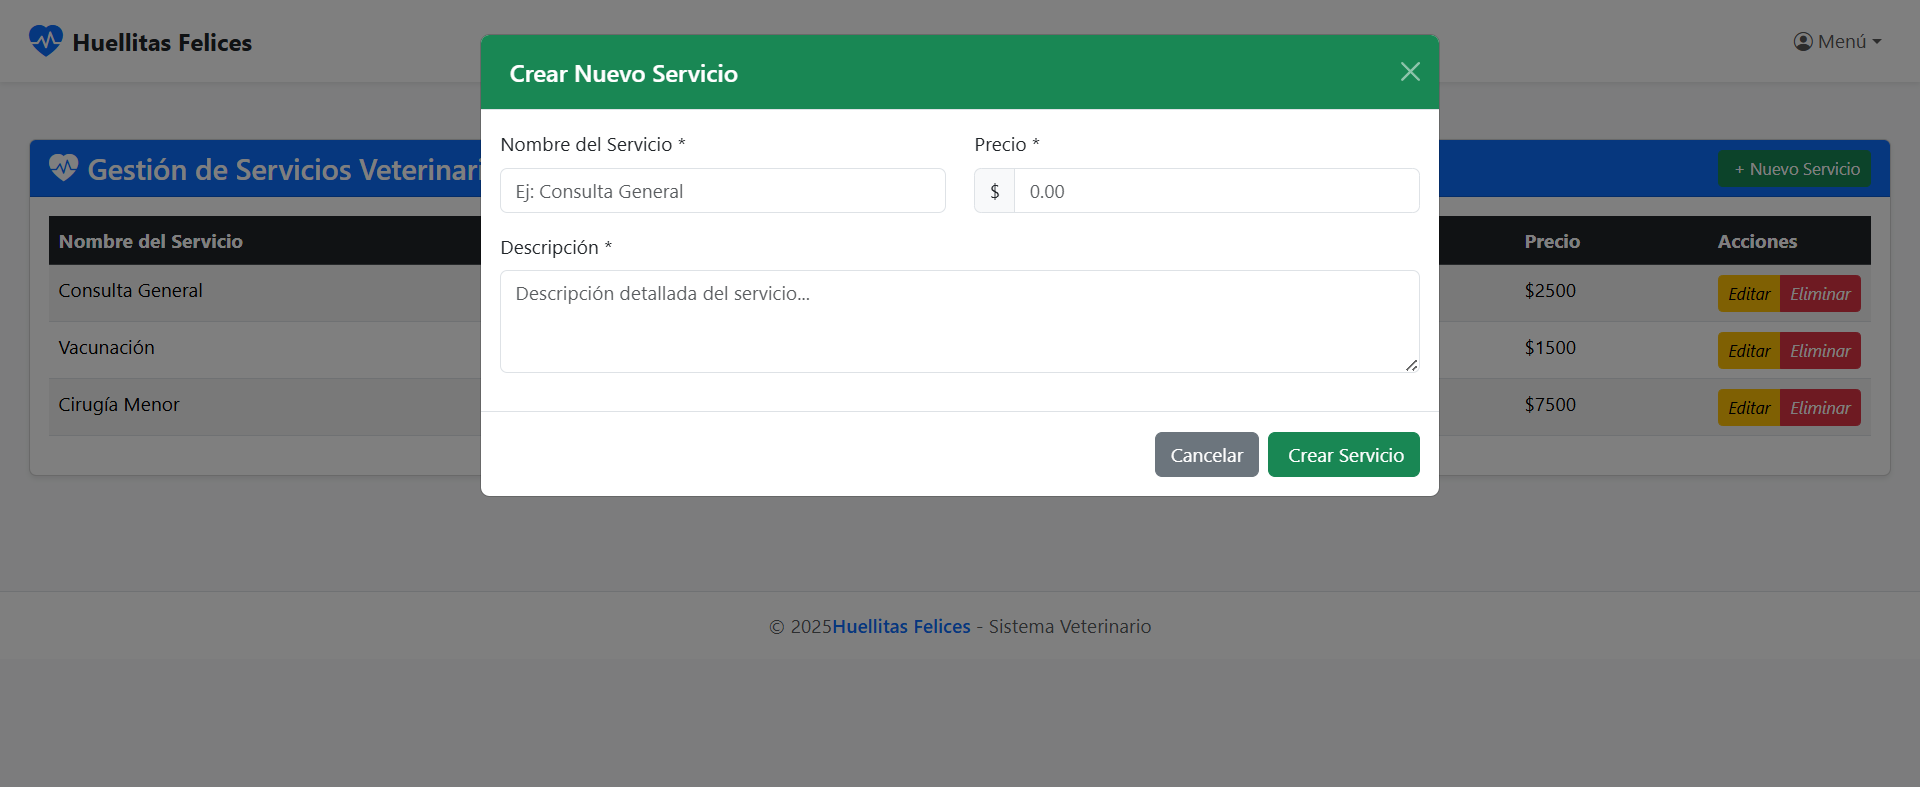 Huellitas Felices
Menú
Crear Nuevo Servicio
Nombre del Servicio *
Precio *
Ej: Consulta General
$ 0.00
Descripción *
Descripción detallada del servicio...
Cancelar
Crear Servicio
Gestión de Servicios
+ Nuevo Servicio
Nombre del Servicio
Precio
Acciones
Consulta General
$2500
Editar
Eliminar
Vacunación
$1500
Editar
Eliminar
Cirugía Menor
$7500
Editar
Eliminar
© 2025Huellitas Felices - Sistema Veterinario